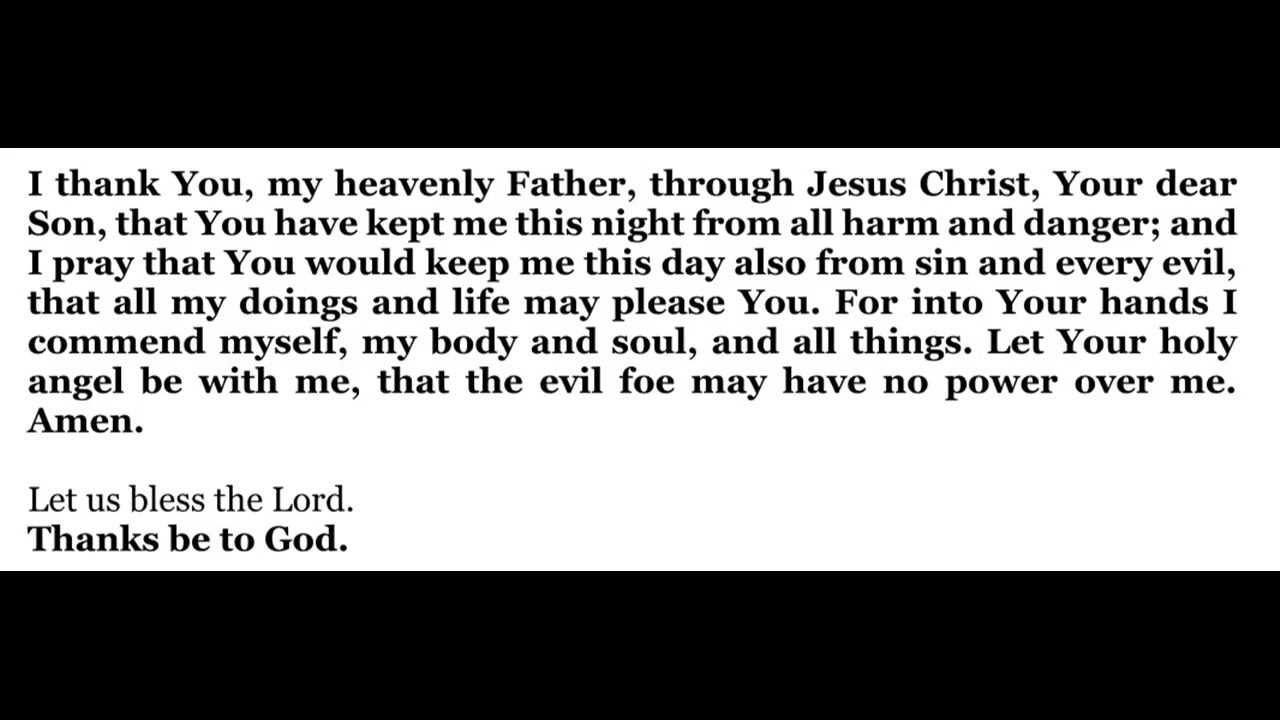 I thank You, my heavenly Father, through Jesus Christ, Your dear
Son, that You have kept me this night from all harm and danger; and
I pray that You would keep me this day also from sin and every evil,
that all my doings and life may please You. For into Your hands I
commend myself, my body and soul, and all things. Let Your holy
angel be with me, that the evil foe may have no power over me.
Amen.
Let us bless the Lord.
Thanks be to God.